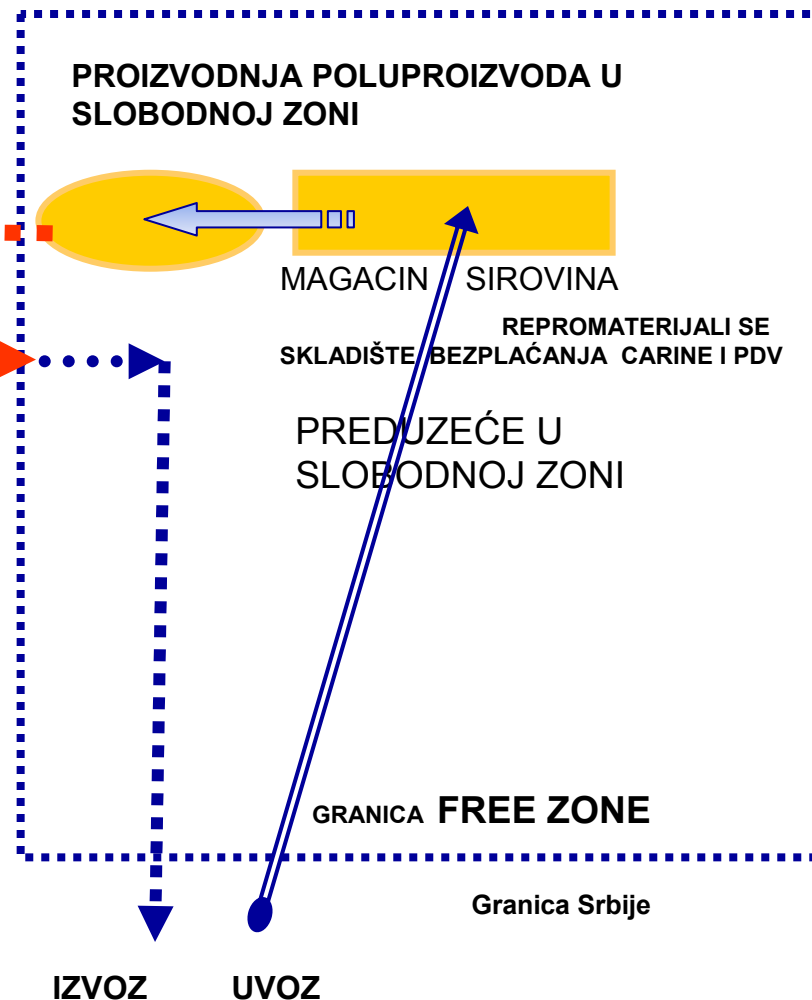 PROIZVODNJA POLUPROIZVODA U
SLOBODNOJ ZONI
MAGACIN SIROVINA
REPROMATERIJALI SE
SKLADIŠTE BEZPLAĆANJA CARINE I PDV
PREDUZEĆE U
SLOBODNOJ ZONI
GRANICA FREE ZONE
Granica Srbije
IZVOZ UVOZ